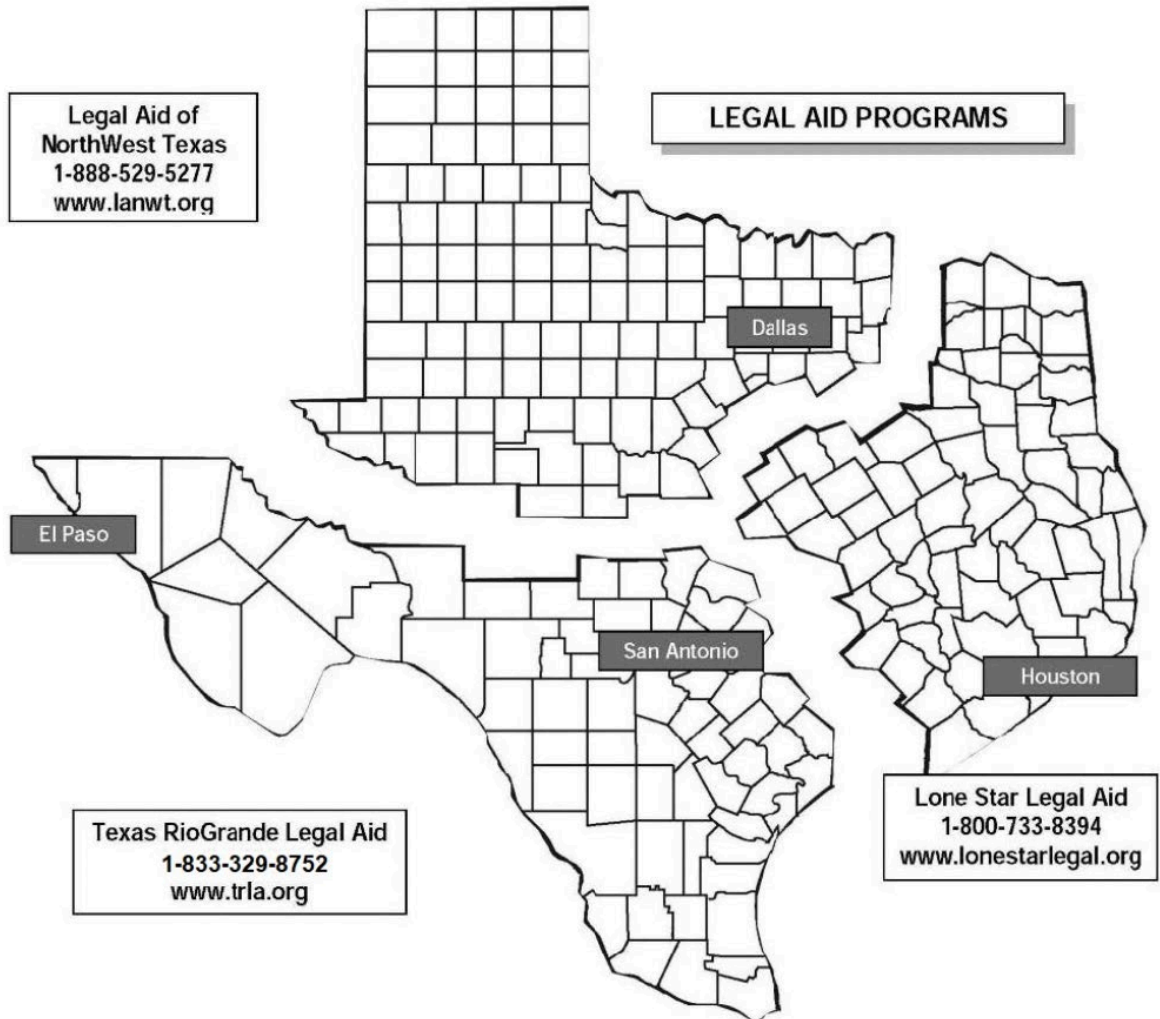 LEGAL AID PROGRAMS
Legal Aid of
NorthWest Texas
1-888-529-5277
www.lanwt.org
Dallas
El Paso
San Antonio
Houston
Texas RioGrande Legal Aid
1-833-329-8752
www.trla.org
Lone Star Legal Aid
1-800-733-8394
www.lonestarlegal.org